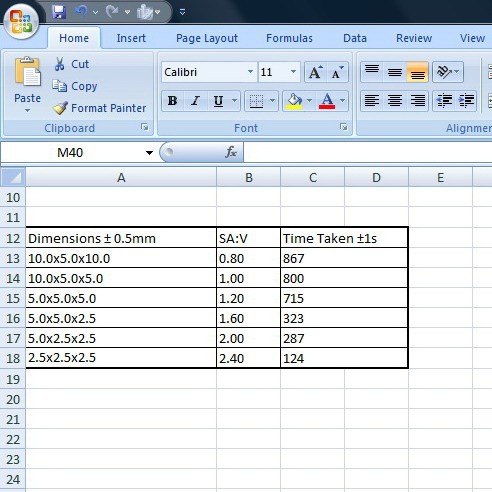 Home Insert Page Layout Formulas Data Review View
Paste
Cut
Copy
Format Painter
Calibri 11 A A
B I U A
Clipboard Font Alignmer
M40 fx
A B C D E
10
11
12 Dimensions ± 0.5mm SA:V Time Taken ±1s
13 10.0x5.0x10.0 0.80 867
14 10.0x5.0x5.0 1.00 800
15 5.0x5.0x5.0 1.20 715
16 5.0x5.0x2.5 1.60 323
17 5.0x2.5x2.5 2.00 287
18 2.5x2.5x2.5 2.40 124
19
20
21
22
23
24